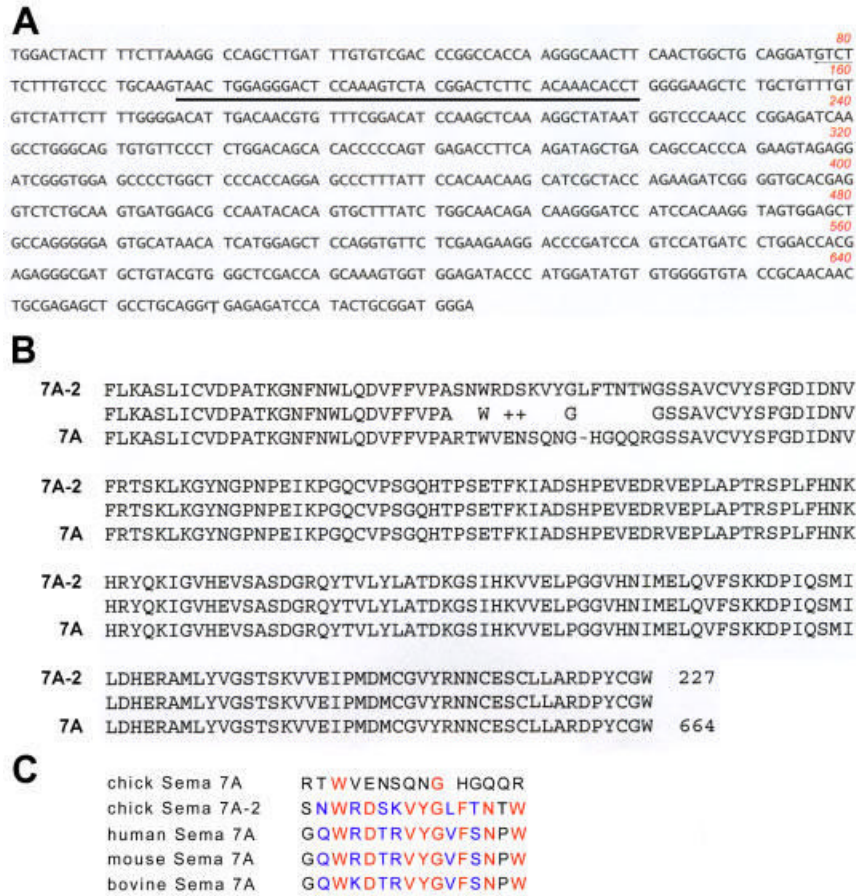 A
80
TGGACTACTT TTCTTAAAGG CCAGCTTGAT TTGTGTCGAC CCGGCCACCA AGGGCAACTT CAACTGGCTG CAGGATGTCT
160
TCTTTGTCCC TGCAAGTAAC TGGAGGGACT CCAAAGTCTA CGGACTCTTC ACAAACACCT GGGGAAGCTC TGCTGTTTGT
240
GTCTATTCTT TTGGGGACAT TGACAACGTG TTTCGGACAT CCAAGCTCAA AGGCTATAAT GGTCCCAACC CGGAGATCAA
320
GCCTGGGCAG TGTGTTCCCT CTGGACAGCA CACCCCCAGT GAGACCTTCA AGATAGCTGA CAGCCACCCA GAAGTAGAGG
400
ATCGGGTGGA GCCCCTGGCT CCCACCAGGA GCCCTTTATT CCACAACAAG CATCGCTACC AGAAGATCGG GGTGCACGAG
480
GTCTCTGCAA GTGATGGACG CCAATACACA GTGCTTTATC TGGCAACAGA CAAGGGATCC ATCCACAAGG TAGTGGAGCT
560
GCCAGGGGGA GTGCATAACA TCATGGAGCT CCAGGTGTTC TCGAAGAAGG ACCCGATCCA GTCCATGATC CTGGACCACG
640
AGAGGGCGAT GCTGTACGTG GGCTCGACCA GCAAAGTGGT GGAGATACCC ATGGATATGT GTGGGGTGTA CCGCAACAAC
TGCGAGAGCT GCCTGCAGGT GAGAGATCCA TACTGCGGAT GGGA
B
7A-2 FLKASLICVDPATKGNFNWLQDVFFVPASNWRDSKVYGLFTNTWGSSAVCVYSFGDIDNV
FLKASLICVDPATKGNFNWLQDVFFVPA W ++ G GSSAVCVYSFGDIDNV
7A FLKASLICVDPATKGNFNWLQDVFFVPARTWVENSQNG-HGQQRGSSAVCVYSFGDIDNV
7A-2 FRTSKLKGYNGPNPEIKPGQCVPSGQHTPSETFKIADSHPEVEDRVEPLAPTRSPLFHNK
FRTSKLKGYNGPNPEIKPGQCVPSGQHTPSETFKIADSHPEVEDRVEPLAPTRSPLFHNK
7A FRTSKLKGYNGPNPEIKPGQCVPSGQHTPSETFKIADSHPEVEDRVEPLAPTRSPLFHNK
7A-2 HRYQKIGVHEVSASDGRQYTVLYLATDKGSIHKVVELPGGVHNIMELQVFSKKDPIQSMI
HRYQKIGVHEVSASDGRQYTVLYLATDKGSIHKVVELPGGVHNIMELQVFSKKDPIQSMI
7A HRYQKIGVHEVSASDGRQYTVLYLATDKGSIHKVVELPGGVHNIMELQVFSKKDPIQSMI
7A-2 LDHERAMLYVGSTSKVVEIPMDMCGVYRNNCESCLLARDPYCGW 227
LDHERAMLYVGSTSKVVEIPMDMCGVYRNNCESCLLARDPYCGW
7A LDHERAMLYVGSTSKVVEIPMDMCGVYRNNCESCLLARDPYCGW 664
C
chick Sema 7A RTWVENSQNG HGQQR
chick Sema 7A-2 SNWRDSKVYGLFTNTW
human Sema 7A GQWRDTRVYGVFSNPW
mouse Sema 7A GQWRDTRVYGVFSNPW
bovine Sema 7A GQWKDTRVYGVFSNPW